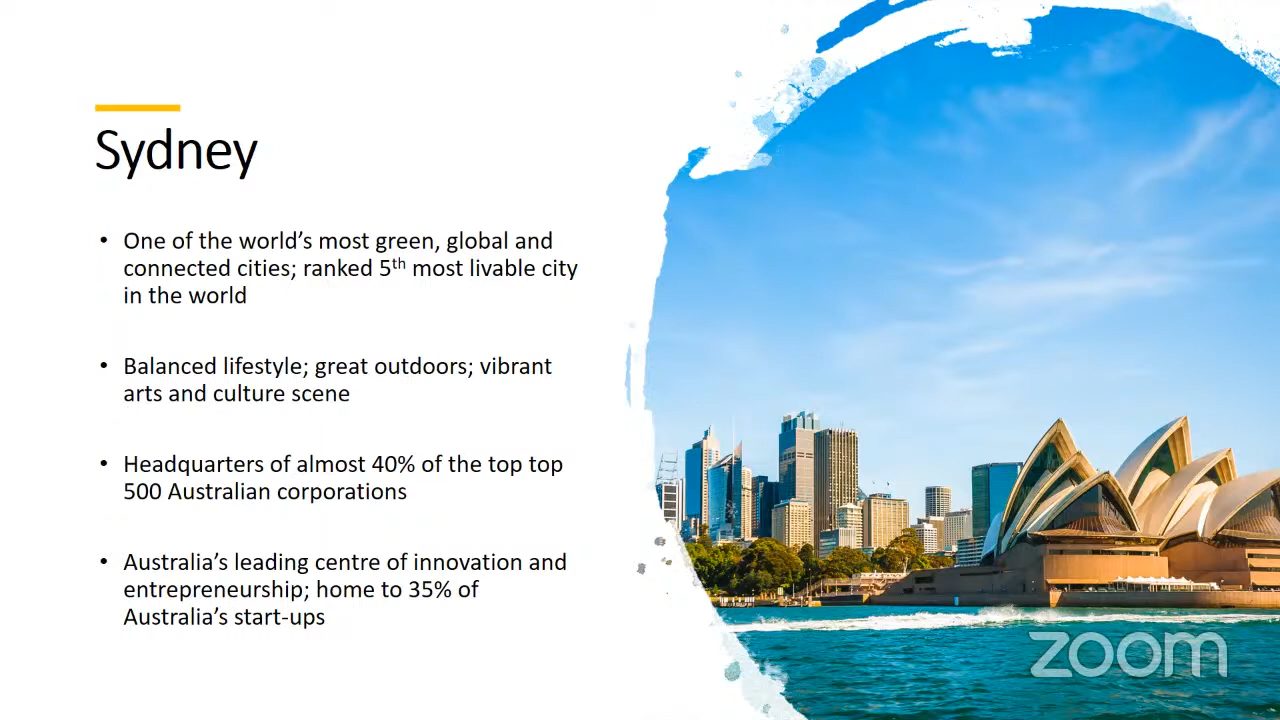 Sydney
• One of the world’s most green, global and
connected cities; ranked 5th most livable city
in the world
• Balanced lifestyle; great outdoors; vibrant
arts and culture scene
• Headquarters of almost 40% of the top top
500 Australian corporations
• Australia’s leading centre of innovation and
entrepreneurship; home to 35% of
Australia’s start-ups
zoom